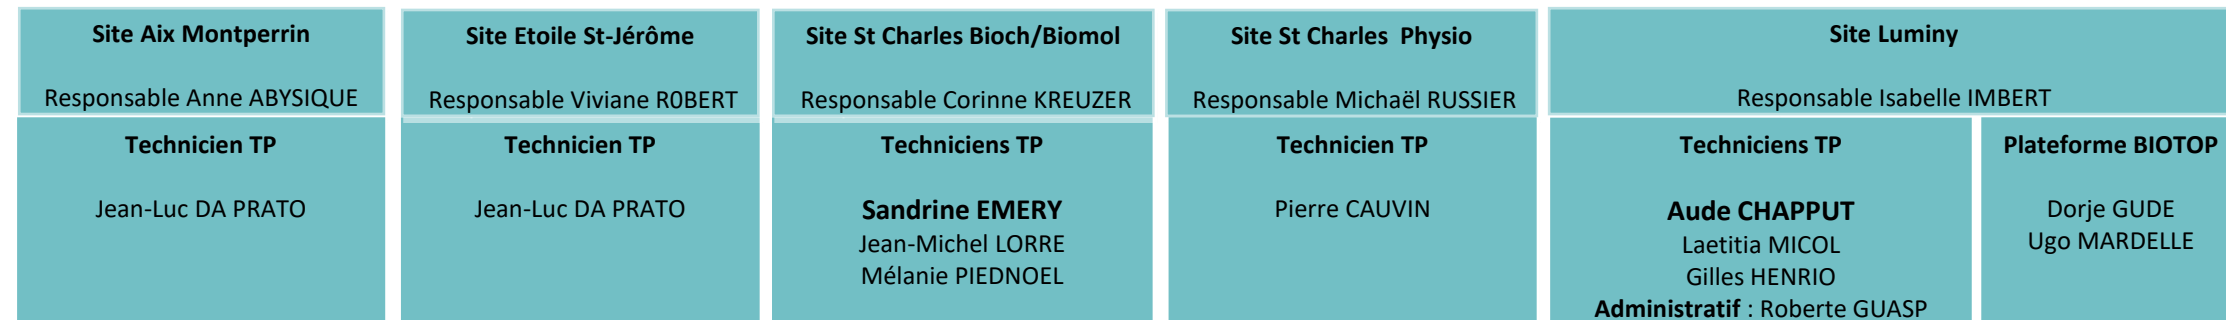 Site Aix Montperrin
Responsable Anne ABYSIQUE
Technicien TP
Jean-Luc DA PRATO
Site Etoile St-Jérôme
Responsable Viviane R0BERT
Technicien TP
Jean-Luc DA PRATO
Site St Charles Bioch/Biomol
Responsable Corinne KREUZER
Techniciens TP
Sandrine EMERY
Jean-Michel LORRE
Mélanie PIEDNOEL
Site St Charles  Physio
Responsable Michaël RUSSIER
Technicien TP
Pierre CAUVIN
Site Luminy
Responsable Isabelle IMBERT
Techniciens TP
Aude CHAPPUT
Laetitia MICOL
Gilles HENRIO
Administratif : Roberte GUASP
Plateforme BIOTOP
Dorje GUDE
Ugo MARDELLE